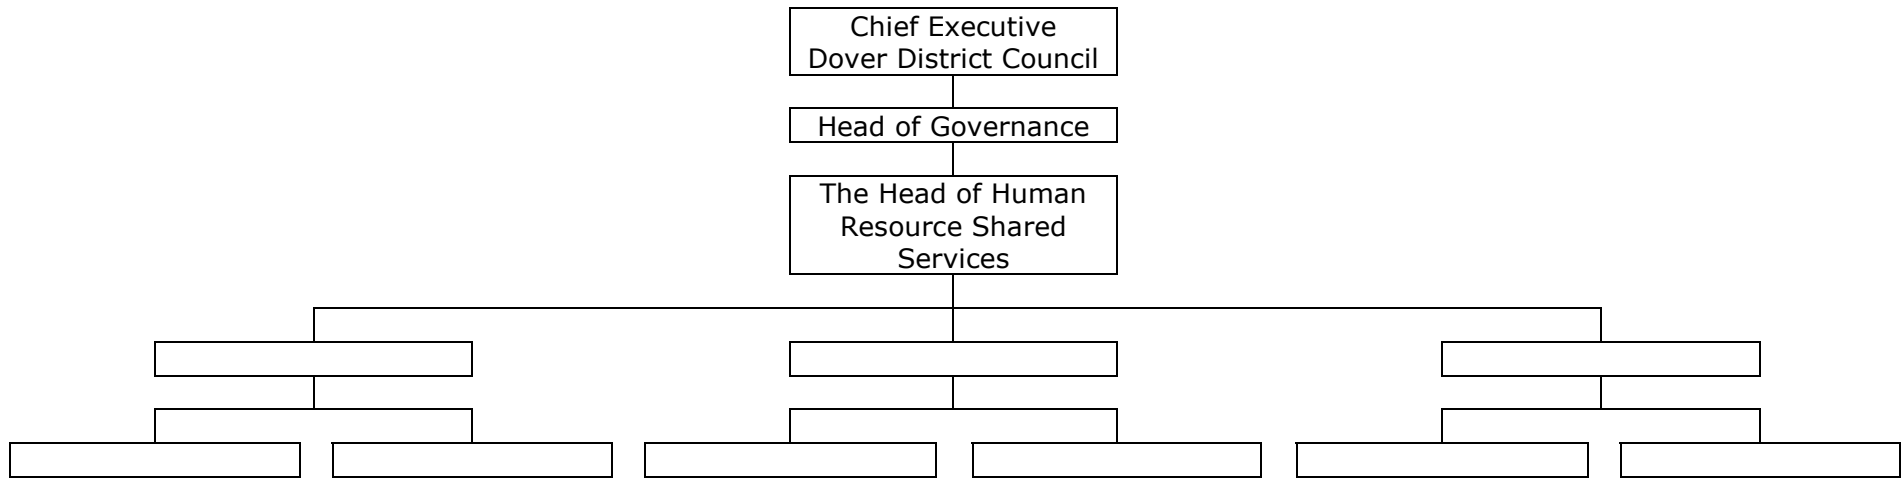 Chief Executive
Dover District Council
Head of Governance
The Head of Human
Resource Shared
Services